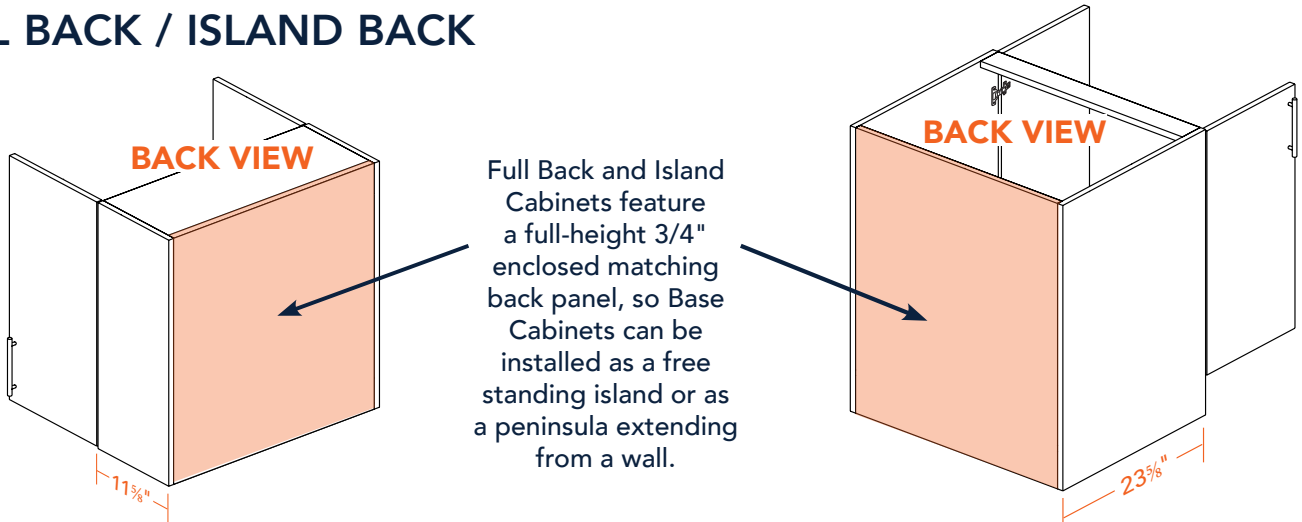 L BACK / ISLAND BACK
BACK VIEW
BACK VIEW
Full Back and Island
Cabinets feature
a full-height 3/4"
enclosed matching
back panel, so Base
Cabinets can be
installed as a free
standing island or as
a peninsula extending
from a wall.
11⅝"
23⅝"